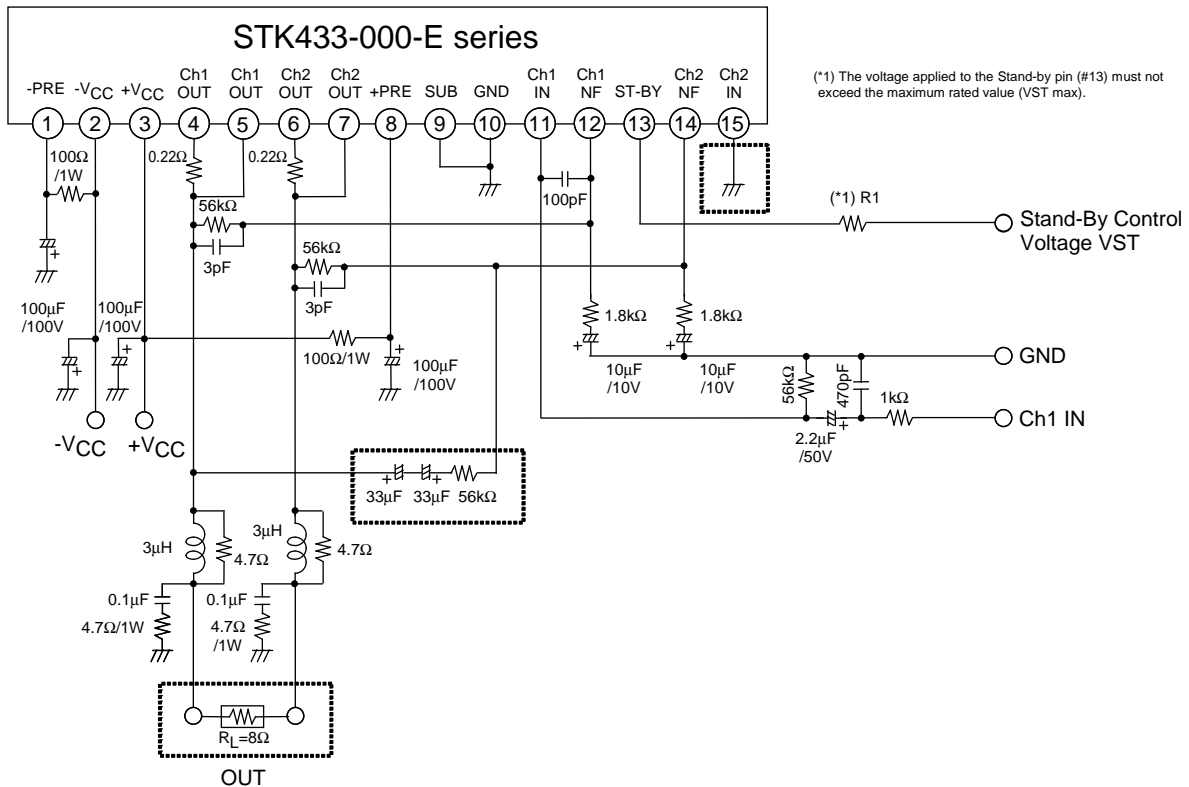 STK433-000-E series
-PRE
-VCC
+VCC
Ch1
OUT
Ch1
OUT
Ch2
OUT
Ch2
OUT
+PRE
SUB
GND
Ch1
IN
Ch1
NF
ST-BY
Ch2
NF
Ch2
IN
1
2
3
4
5
6
7
8
9
10
11
12
13
14
15
(*1) The voltage applied to the Stand-by pin (#13) must not
exceed the maximum rated value (VST max).
100Ω
/1W
0.22Ω
0.22Ω
100pF
(*1) R1
Stand-By Control
Voltage VST
56kΩ
3pF
56kΩ
3pF
+
100µF
/100V
+
100µF
/100V
+
100Ω/1W
+
100µF
/100V
1.8kΩ
+
10µF
/10V
1.8kΩ
+
10µF
/10V
GND
56kΩ
470pF
1kΩ
Ch1 IN
- +
2.2µF
/50V
-VCC
+VCC
+ +
33µF 33µF 56kΩ
3µH
4.7Ω
3µH
4.7Ω
0.1µF
4.7Ω/1W
0.1µF
4.7Ω
/1W
RL=8Ω
OUT